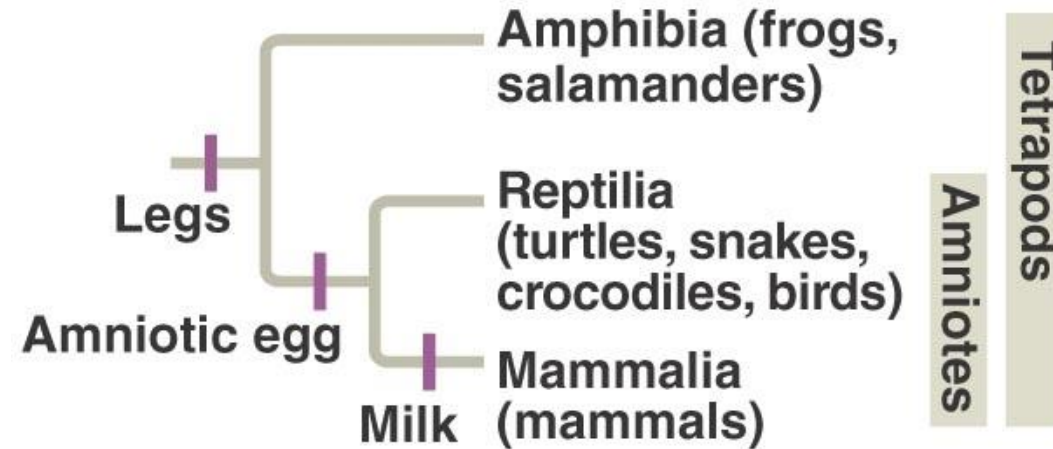 Amphibia (frogs,
salamanders)
Legs
Reptilia
(turtles, snakes,
crocodiles, birds)
Amniotic egg
Mammalia
(mammals)
Milk
Amniotes
Tetrapods